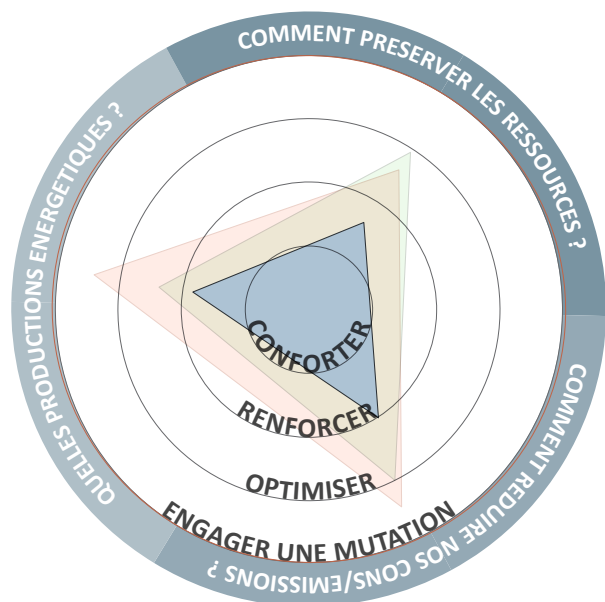 COMMENT PRESERVER LES RESSOURCES ?
QUELLES PRODUCTIONS ENERGETIQUES ?
COMMENT REDUIRE NOS CONS/EMISSIONS ?
CONFORTER
RENFORCER
OPTIMISER
ENGAGER UNE MUTATION